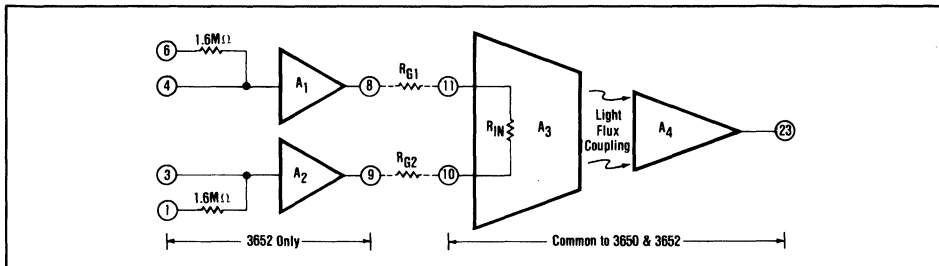 1.6MΩ
6
4
A1
8
RG1
11
RIN
A3
Light
Flux
Coupling
A4
23
3
1.6MΩ
1
A2
9
RG2
10
3652 Only
Common to 3650 & 3652